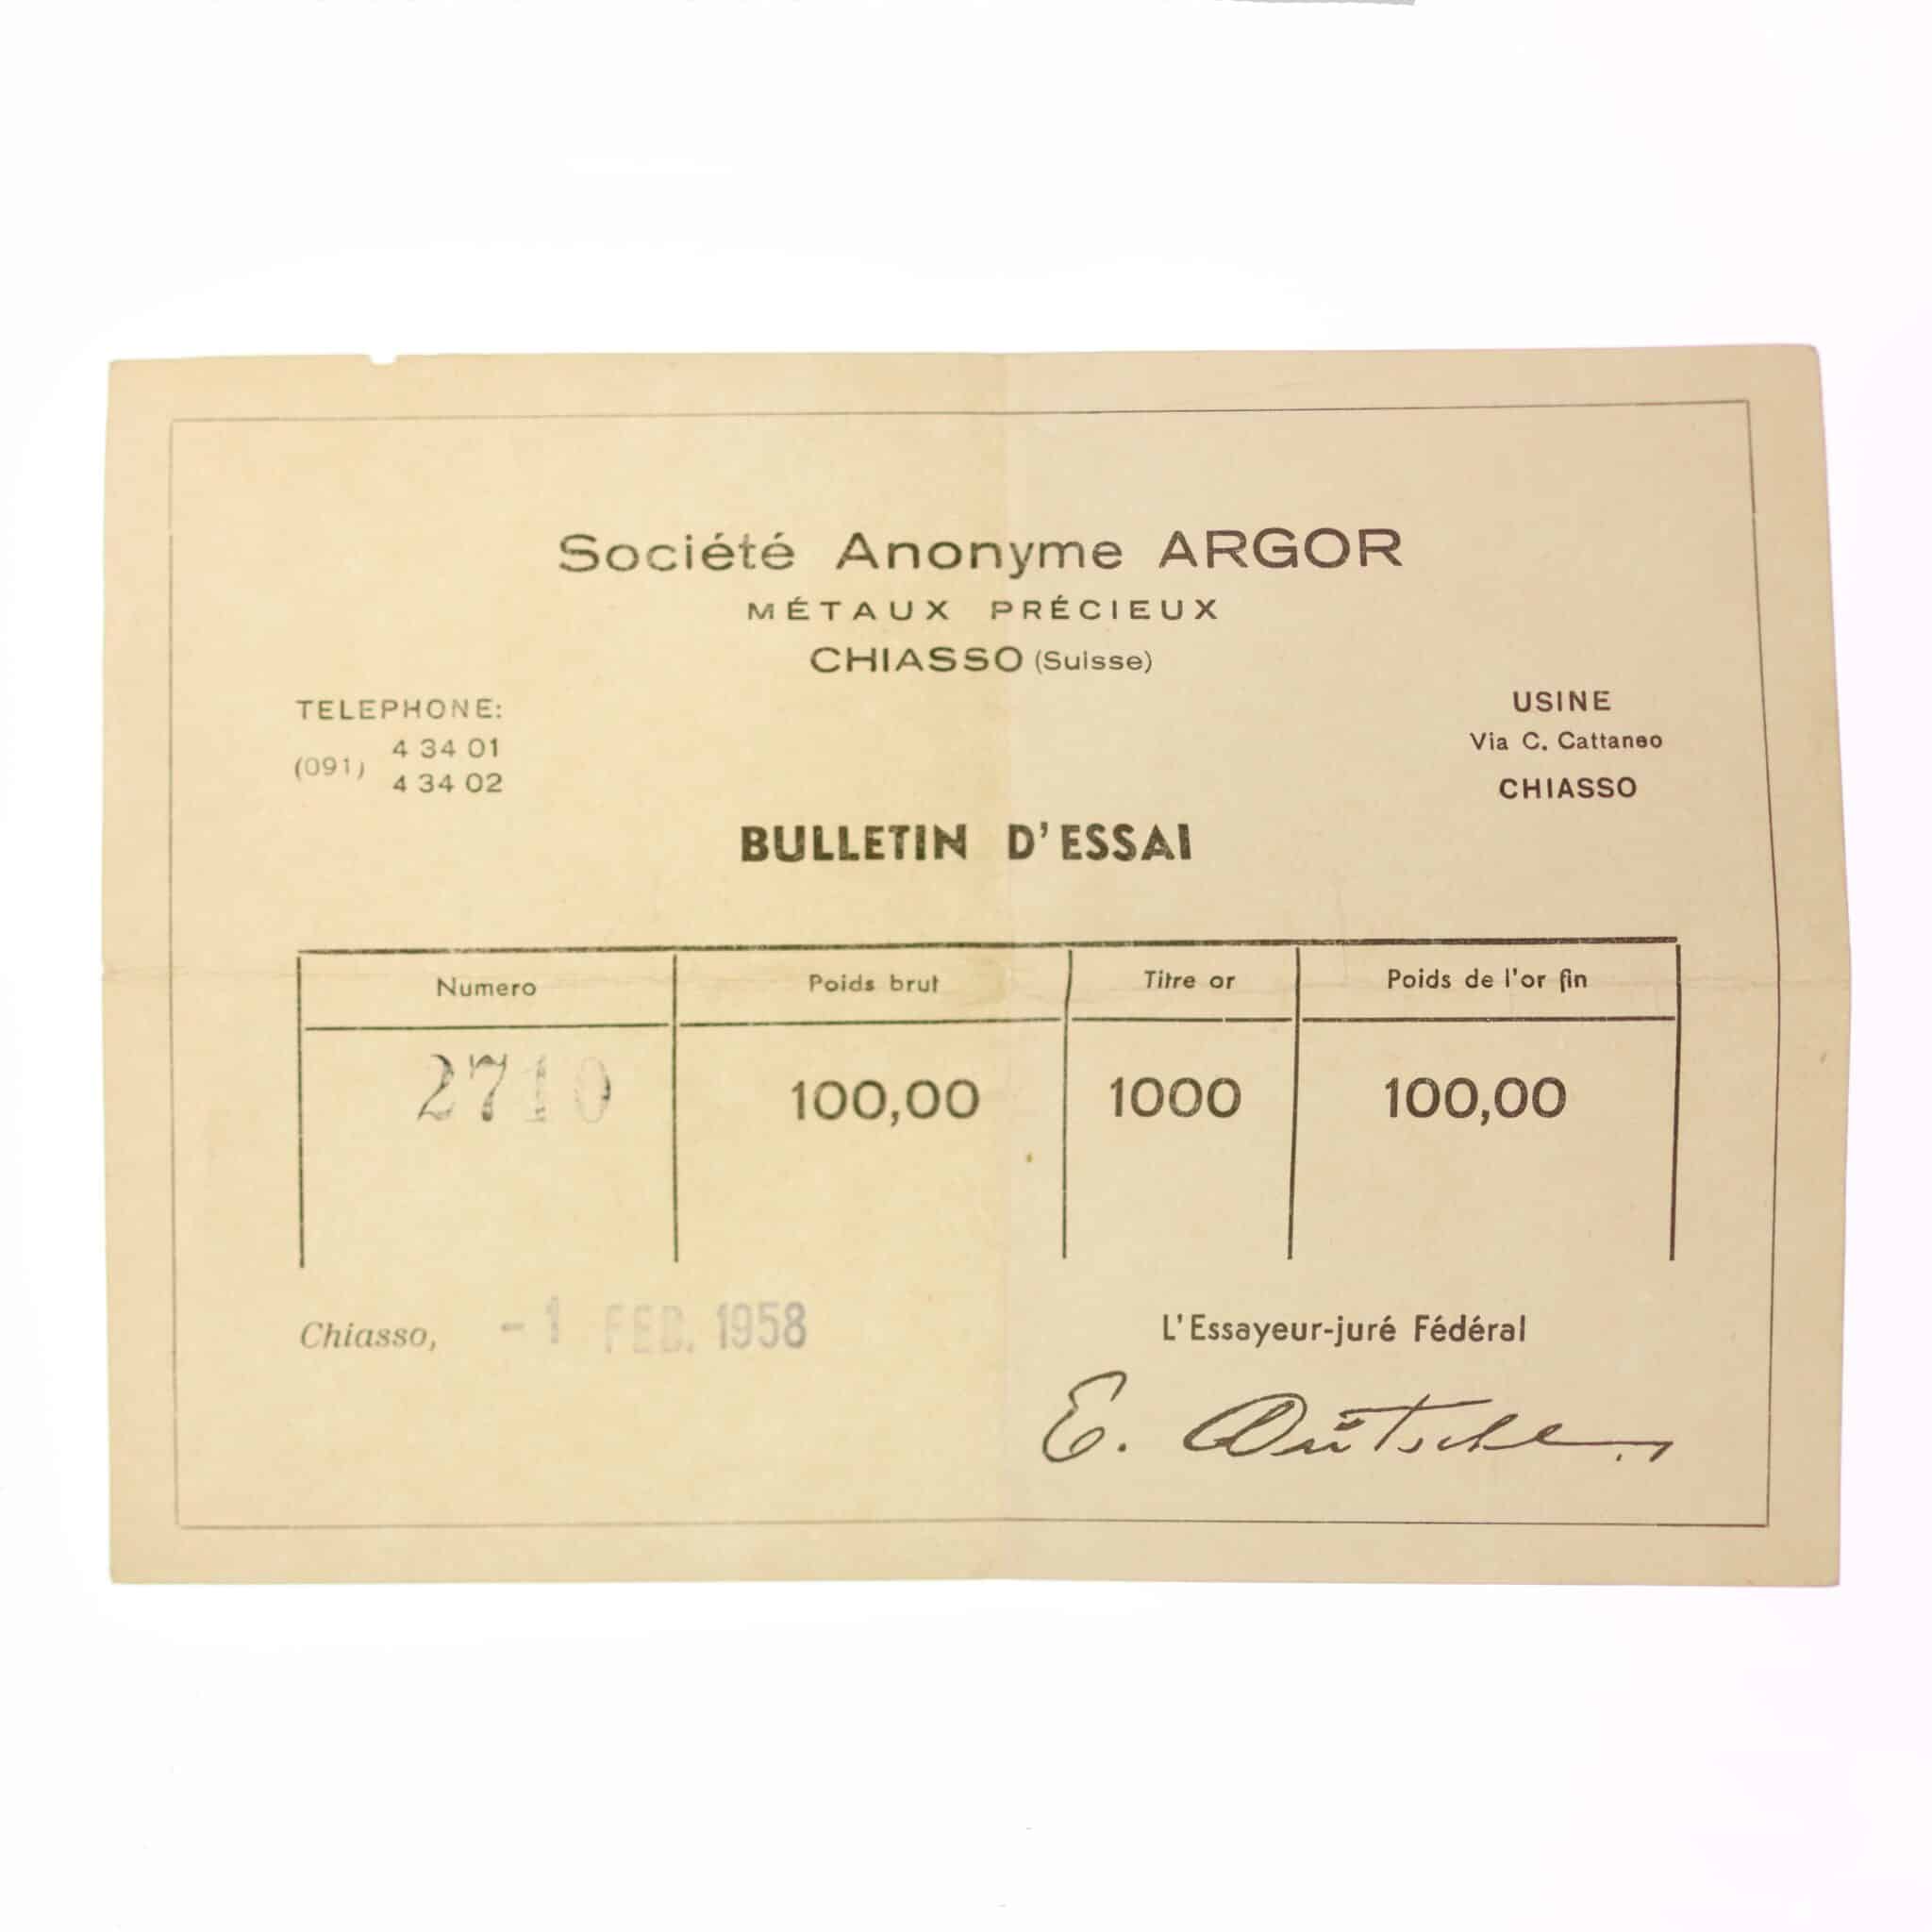 Société Anonyme ARGOR
MÉTAUX PRÉCIEUX
CHIASSO (Suisse)
TELEPHONE:
(091) 4 34 01
4 34 02
USINE
Via C. Cattaneo
CHIASSO
BULLETIN D'ESSAI
Numero Poids brut Titre or Poids de l'or fin
2710 100,00 1000 100,00
Chiasso, - 1 FEB. 1958
L'Essayeur-juré Fédéral
E.